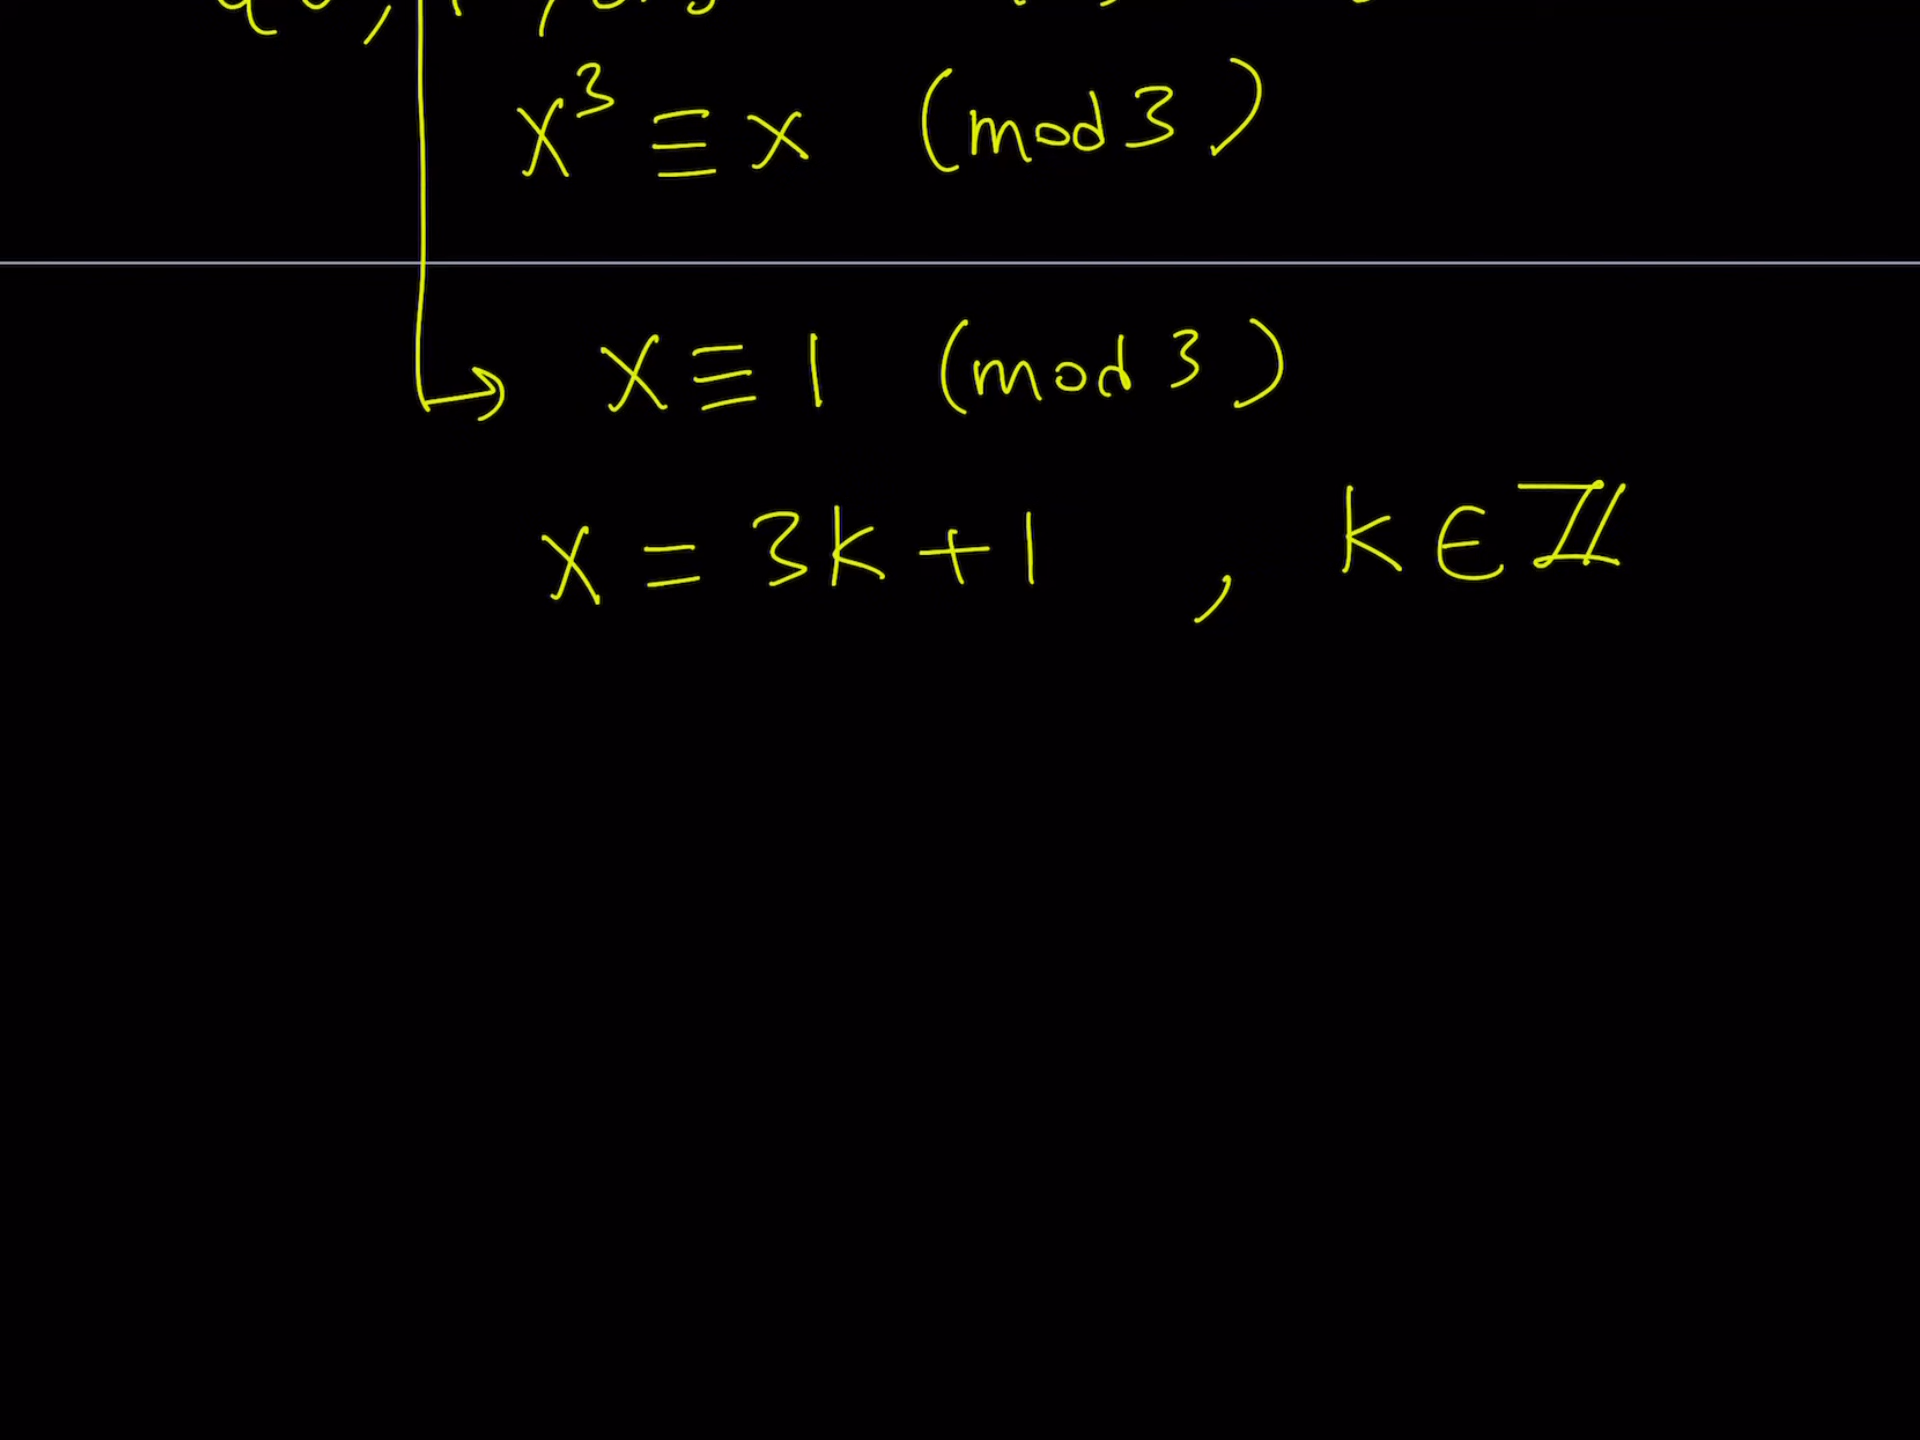 x³ ≡ x (mod 3)
x ≡ 1 (mod 3)
x = 3k + 1 , k ∈ ℤ